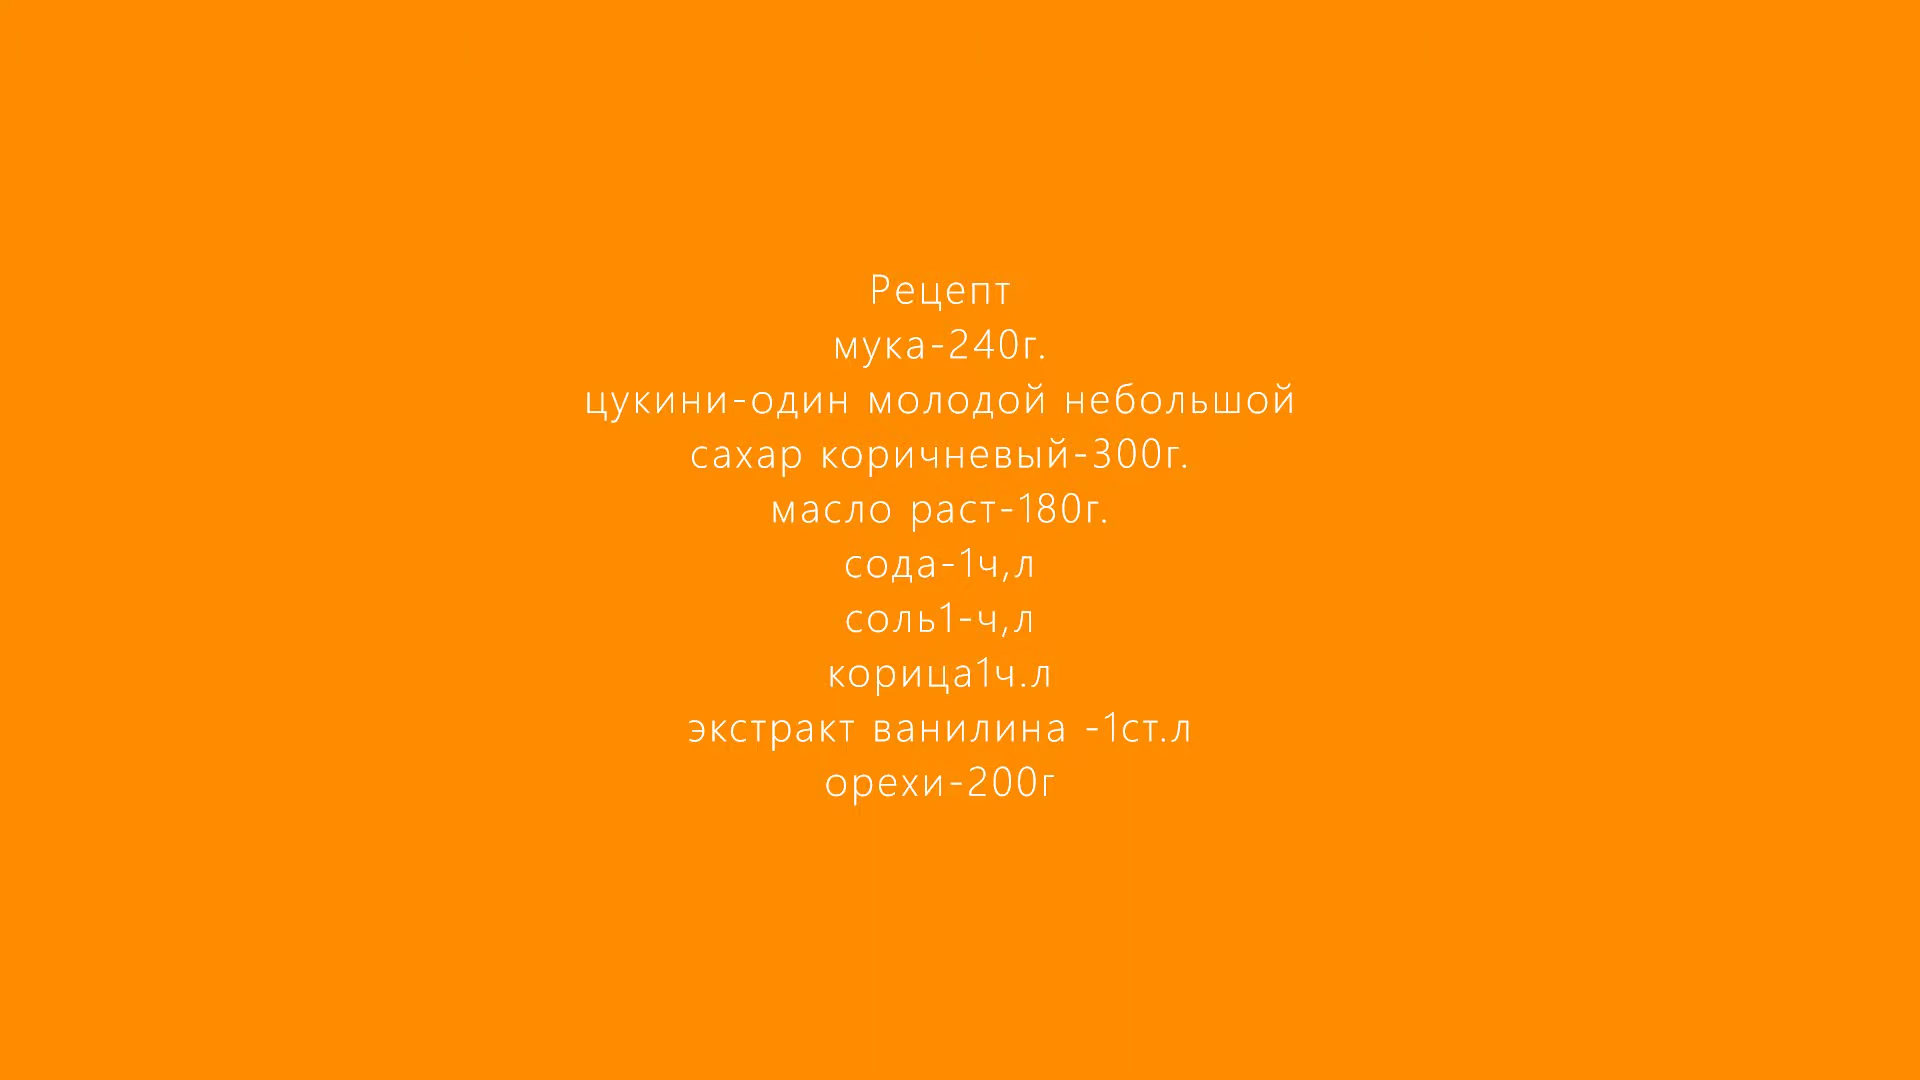 Рецепт
мука-240г.
цукини-один молодой небольшой
сахар коричневый-300г.
масло раст-180г.
сода-1ч,л
соль1-ч,л
корица1ч.л
экстракт ванилина -1ст.л
орехи-200г